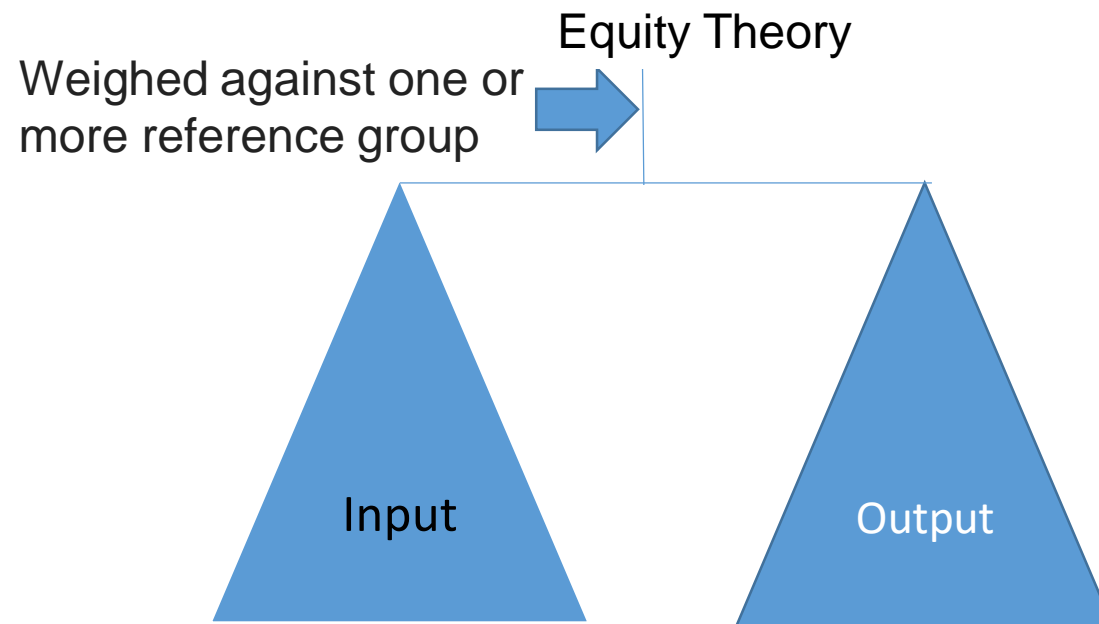 Equity Theory
Weighed against one or
more reference group
Input
Output